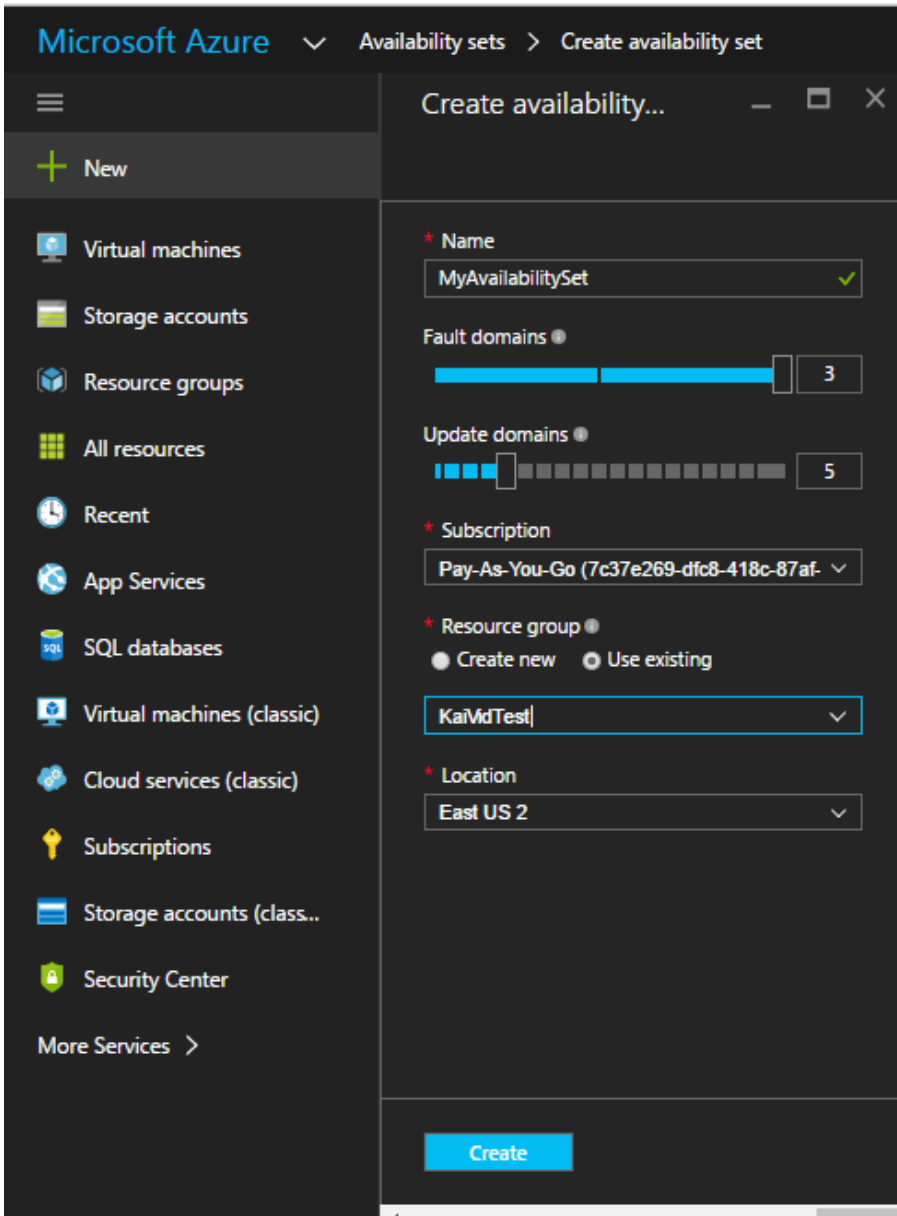 Microsoft Azure Availability sets > Create availability set
Create availability...
New
Virtual machines
Storage accounts
Resource groups
All resources
Recent
App Services
SQL databases
Virtual machines (classic)
Cloud services (classic)
Subscriptions
Storage accounts (class...
Security Center
More Services >
* Name
MyAvailabilitySet
Fault domains
3
Update domains
5
* Subscription
Pay-As-You-Go (7c37e269-dfc8-418c-87af-
* Resource group
Create new Use existing
KaiVidTest
* Location
East US 2
Create